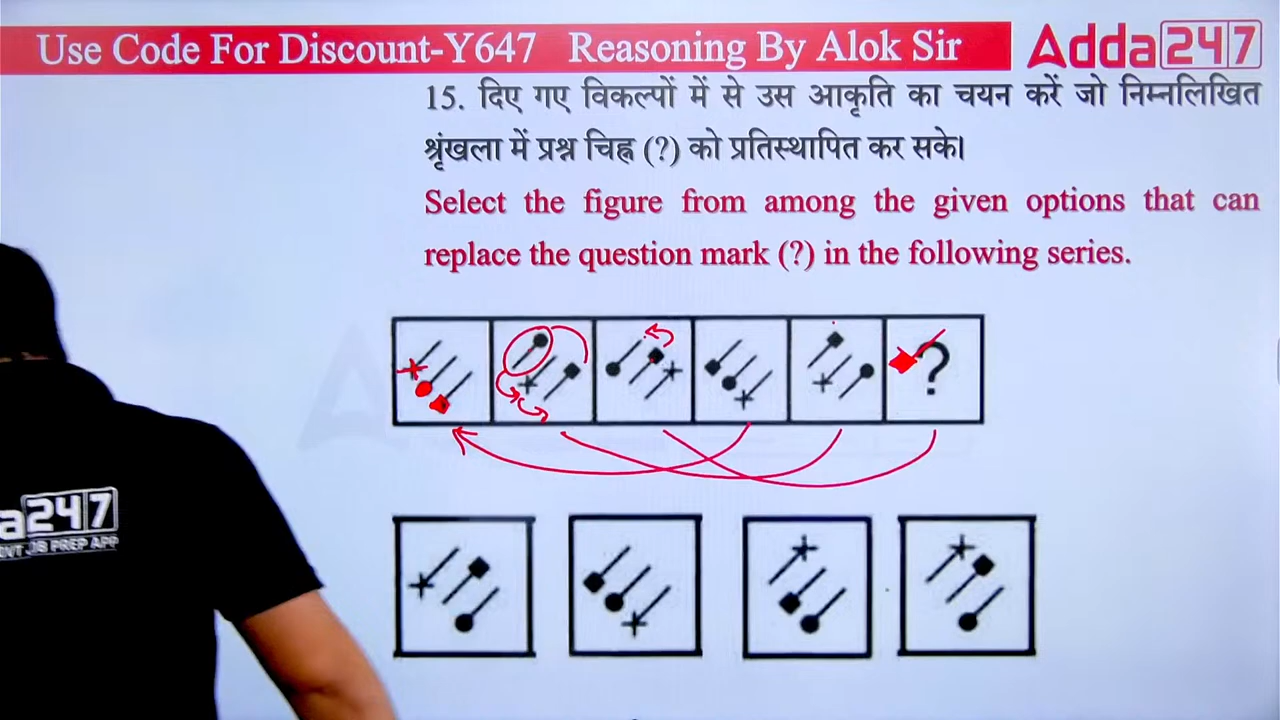 Use Code For Discount-Y647 Reasoning By Alok Sir
Adda247
15. दिए गए विकल्पों में से उस आकृति का चयन करें जो निम्नलिखित
श्रृंखला में प्रश्न चिह्न (?) को प्रतिस्थापित कर सके।
Select the figure from among the given options that can
replace the question mark (?) in the following series.
?
a247